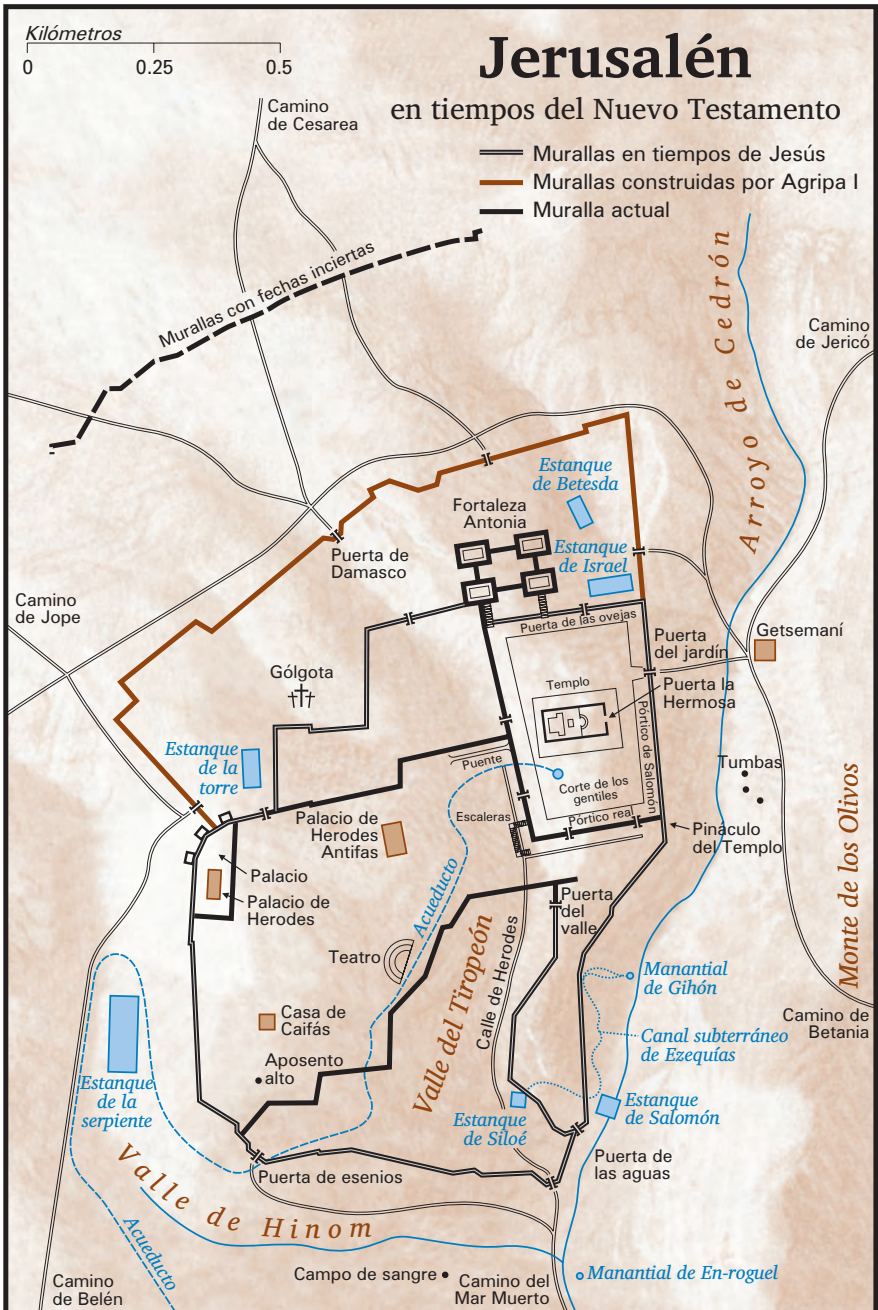 Kilómetros
0 0.25 0.5
Jerusalén
en tiempos del Nuevo Testamento
Murallas en tiempos de Jesús
Murallas construidas por Agripa I
Muralla actual
Camino
de Cesarea
Murallas con fechas inciertas
Arroyo de Cedrón
Camino
de Jericó
Estanque
de Betesda
Fortaleza
Antonia
Estanque
de Israel
Puerta de
Damasco
Camino
de Jope
Puerta de las ovejas
Puerta
del jardín
Getsemaní
Gólgota
Templo
Puerta la
Hermosa
Pórtico de Salomón
Estanque
de la
torre
Puente
Corte de los
gentiles
Tumbas
Escaleras
Pórtico real
Palacio de
Herodes
Antifas
Pináculo
del Templo
Monte de los Olivos
Palacio
Palacio de
Herodes
Acueducto
Puerta
del
valle
Teatro
Valle del Tiropeón
Calle de Herodes
Manantial
de Gihón
Casa de
Caifás
Camino de
Betania
Canal subterráneo
de Ezequías
Aposento
alto
Estanque
de la
serpiente
Estanque
de Siloé
Estanque
de Salomón
Puerta de
las aguas
Puerta de esenios
Valle de Hinom
Acueducto
Campo de sangre
Manantial de En-roguel
Camino
de Belén
Camino del
Mar Muerto